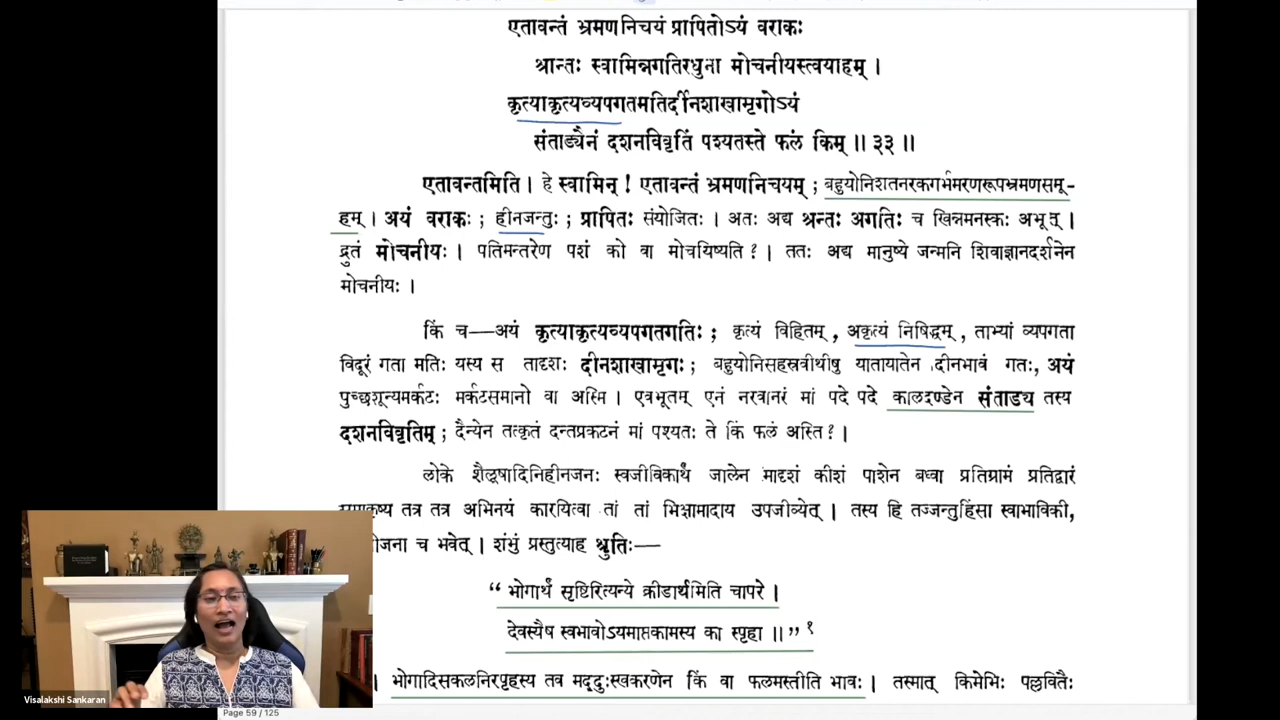 एतावन्तं भ्रमणनिचयं प्रापितोऽयं वराकः
श्रान्तः स्वामिन्नगतिरधुना मोचनीयस्त्वयाहम् ।
कृत्याकृत्यव्यपगतमतिर्दीनशाखामृगोऽयं
संताड्यैनं दशनविवृतिं पश्यतस्ते फलं किम् ॥ ३३ ॥
एतावन्तमिति । हे स्वामिन् ! एतावन्तं भ्रमणनिचयम् ; बहुयोनिशतनरकगर्भमरणरूपभ्रमणसमू-
हम् । अयं वराकः ; हीनजन्तुः ; प्रापितः संयोजितः । अतः अद्य श्रान्तः अगतिः च खिन्नमनस्कः अभूत् ।
द्रुतं मोचनीयः । पतिमन्तरेण पशं को वा मोचयिष्यति ? । ततः अद्य मानुष्ये जन्मनि शिवाज्ञानदर्शनेन
मोचनीयः ।
किं च—अयं कृत्याकृत्यव्यपगतगतिः ; कृत्यं विहितम् , अकृत्यं निषिद्धम् , ताभ्यां व्यपगता
विदूरं गता मतिः यस्य स तादृशः दीनशाखामृगः ; बहुयोनिसहस्रवीथीषु यातायातेन दीनभावं गतः, अयं
पुच्छशून्यमर्कटः मर्कटसमानो वा अस्मि । एवंभूतम् एनं नरवानरं मां पदे पदे कालदण्डेन संताड्य तस्य
दशनविवृतिम् ; दैन्येन तत्कृतं दन्तप्रकटनं मां पश्यतः ते किं फलं अस्ति ? ।
लोके शैलूषादिनिहीनजनः स्वजीविकार्थं जालेन मादृशं कीशं पाशेन बध्वा प्रतिग्रामं प्रतिद्वारं
तत्र तत्र अभिनयं कारयित्वा तां तां भिक्षामादाय उपजीव्येत् । तस्य हि तज्जन्तुहिंसा स्वाभाविकी,
च भवेत् । शंभुं प्रस्तुत्याह श्रुतिः—
“ भोगार्थं सृष्टिरित्यन्ये क्रीडार्थमिति चापरे ।
देवस्यैष स्वभावोऽयमाप्तकामस्य का स्पृहा ॥ ” १
। भोगादिसकलनिरपृहस्य तव मद्दुःस्वकरणेन किं वा फलमस्तीति भावः । तस्मात् किमेभिः पल्लवितैः
Visalakshi Sankaran
Page 59 / 125